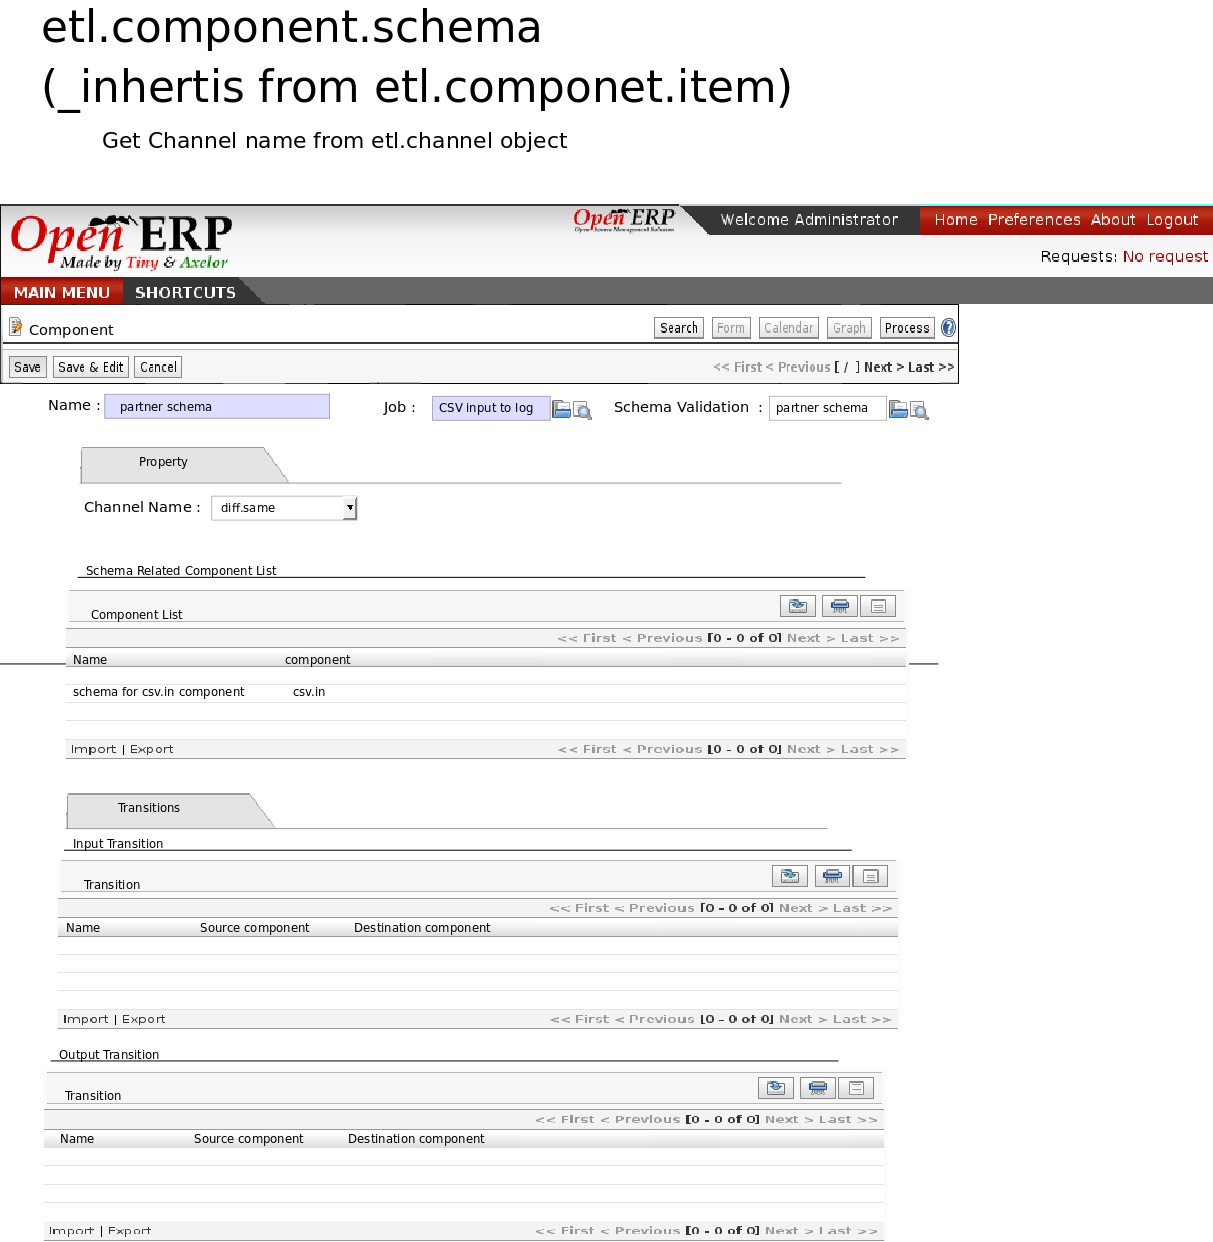 etl.component.schema
(_inhertis from etl.componet.item)
Get Channel name from etl.channel object
Open ERP
Made by Tiny & Axelor
Open ERP
Open Source Management Solution
Welcome Administrator
Home Preferences About Logout
Requests: No request
MAIN MENU SHORTCUTS
Component
Search Form Calendar Graph Process ?
Save Save & Edit Cancel << First < Previous [ / ] Next > Last >>
Name : partner schema Job : CSV input to log Schema Validation : partner schema
Property
Channel Name : diff.same
Schema Related Component List
Component List
<< First < Previous [0 - 0 of 0] Next > Last >>
Name component
schema for csv.in component csv.in
Import | Export << First < Previous [0 - 0 of 0] Next > Last >>
Transitions
Input Transition
Transition
<< First < Previous [0 - 0 of 0] Next > Last >>
Name Source component Destination component
Import | Export << First < Previous [0 - 0 of 0] Next > Last >>
Output Transition
Transition
<< First < Previous [0 - 0 of 0] Next > Last >>
Name Source component Destination component
Import | Export << First < Previous [0 - 0 of 0] Next > Last >>